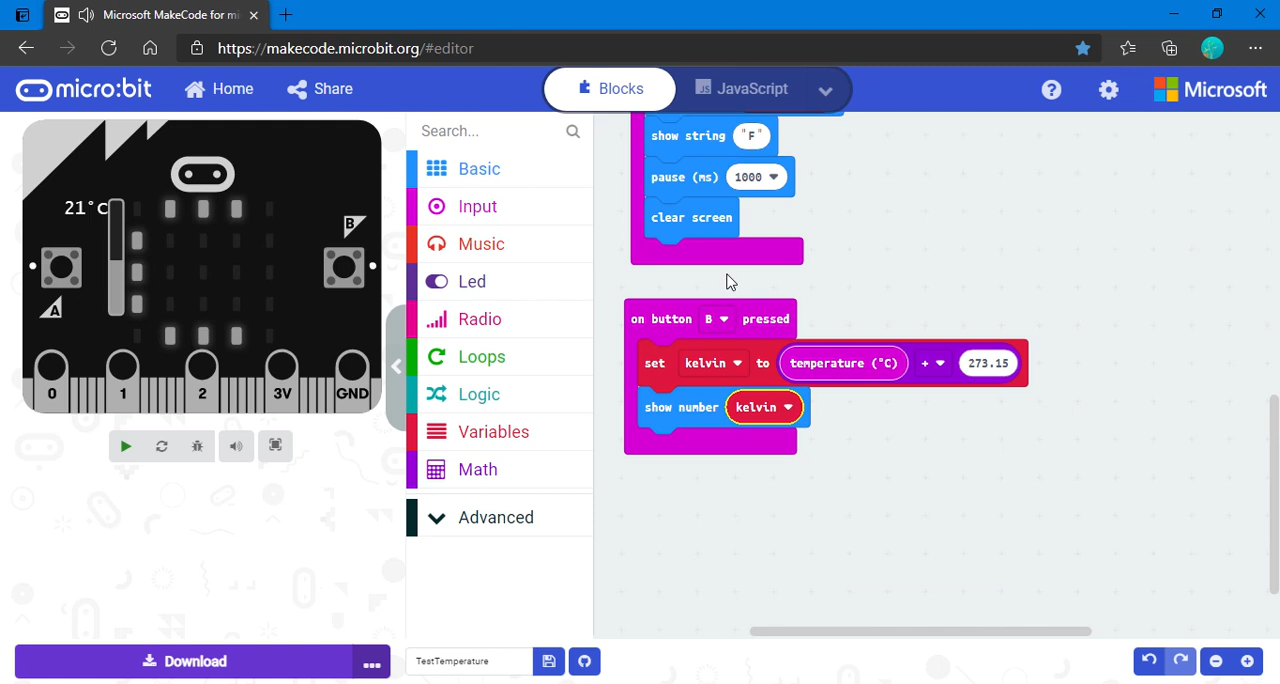 Microsoft MakeCode for mi
https://makecode.microbit.org/#editor
micro:bit
Home
Share
Blocks
JavaScript
Microsoft
21°C
A
B
0
1
2
3V
GND
Download
Search...
Basic
Input
Music
Led
Radio
Loops
Logic
Variables
Math
Advanced
show string "F"
pause (ms) 1000
clear screen
on button B pressed
set kelvin to temperature (°C) + 273.15
show number kelvin
TestTemperature